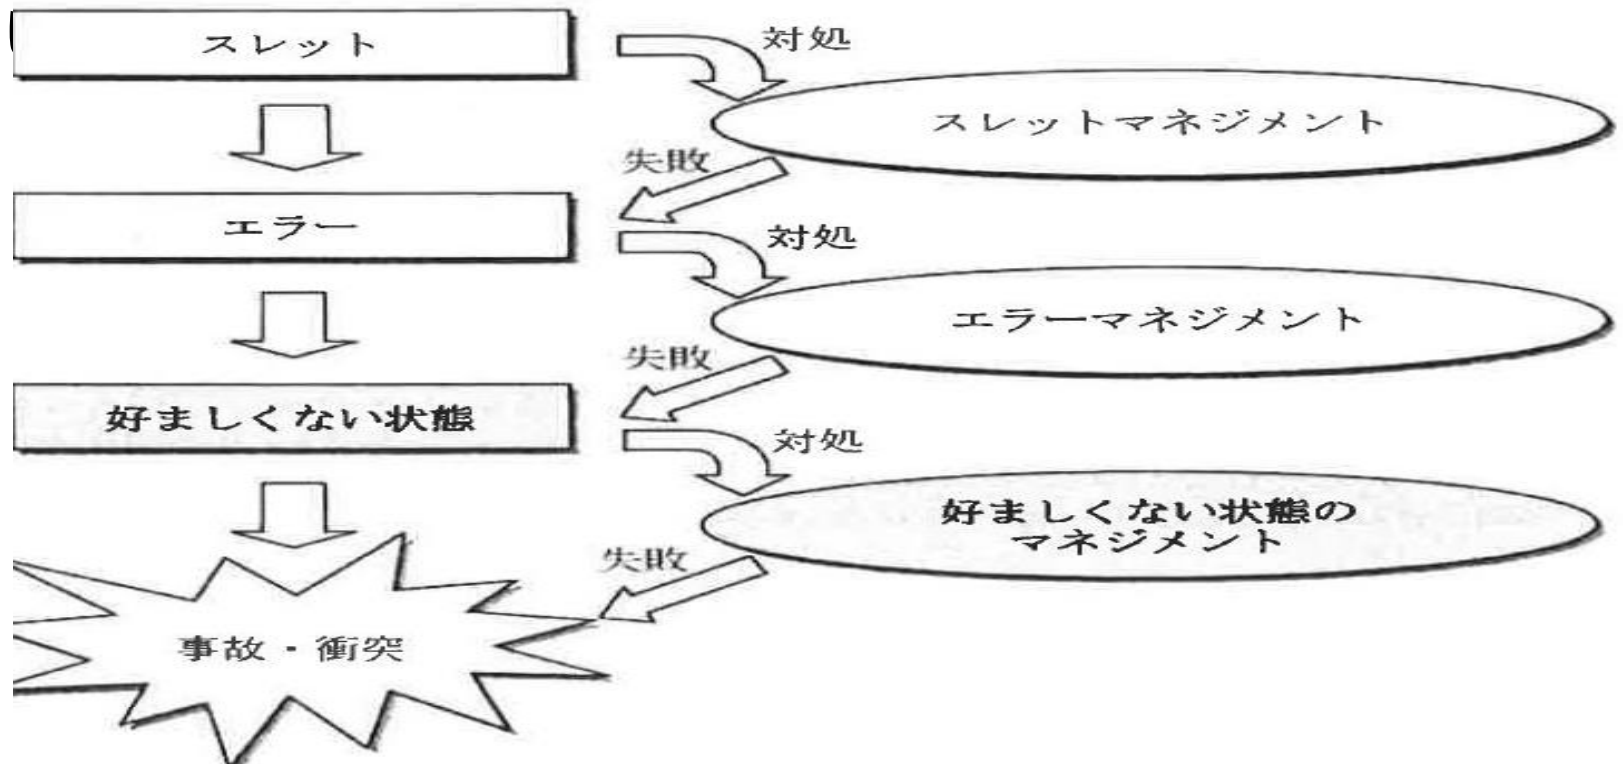 スレット
対処
スレットマネジメント
失敗
エラー
対処
エラーマネジメント
失敗
好ましくない状態
対処
好ましくない状態の
マネジメント
失敗
事故・衝突